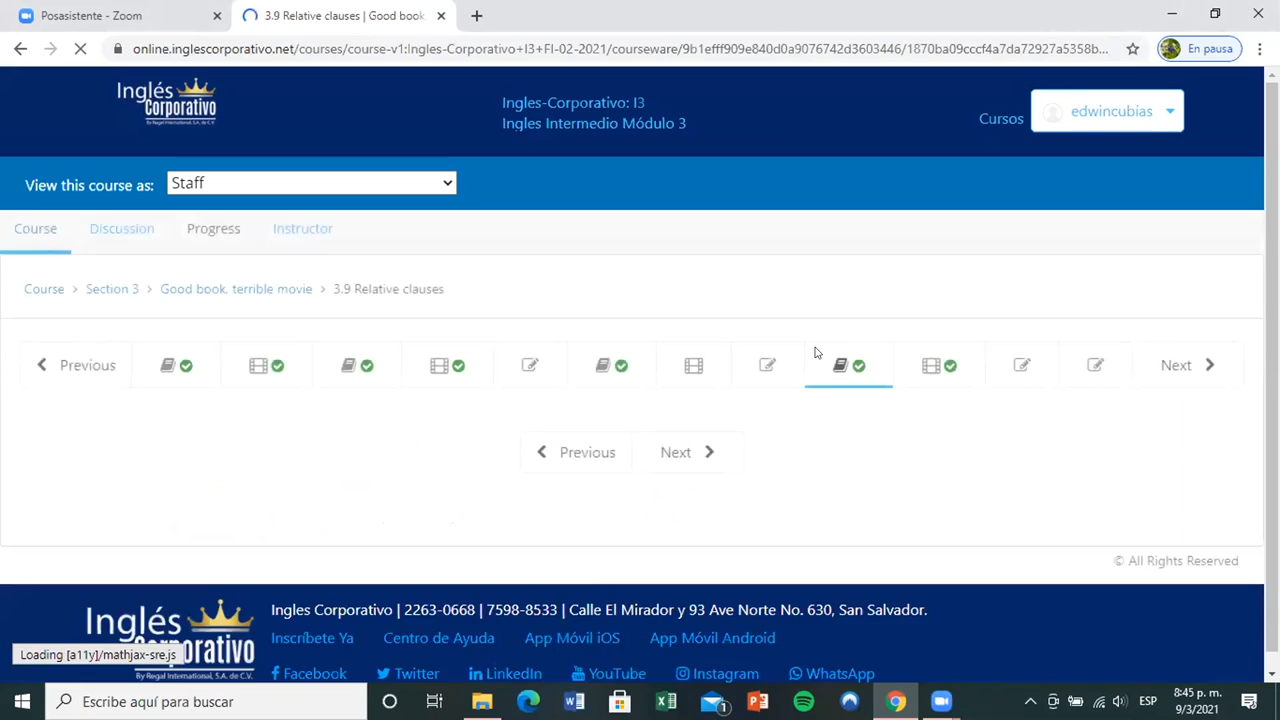 Posasistente - Zoom
3.9 Relative clauses | Good book,
online.inglescorporativo.net/courses/course-v1:Ingles-Corporativo+I3+FI-02-2021/courseware/9b1efff909e840d0a9076742d3603446/1870ba09cccf4a7da72927a5358b...
En pausa
Inglés
Corporativo
By Regal International, S.A. de C.V.
Ingles-Corporativo: I3
Ingles Intermedio Módulo 3
Cursos
edwincubias
View this course as:
Staff
Course
Discussion
Progress
Instructor
Course > Section 3 > Good book, terrible movie > 3.9 Relative clauses
Previous
Next
Previous
Next
© All Rights Reserved
Inglés
Corporativo
By Regal International, S.A. de C.V.
Ingles Corporativo | 2263-0668 | 7598-8533 | Calle El Mirador y 93 Ave Norte No. 630, San Salvador.
Inscríbete Ya
Centro de Ayuda
App Móvil iOS
App Móvil Android
Facebook
Twitter
LinkedIn
YouTube
Instagram
WhatsApp
Loading [a11y]/mathjax-sre.js
Escribe aquí para buscar
1
ESP
8:45 p. m.
9/3/2021